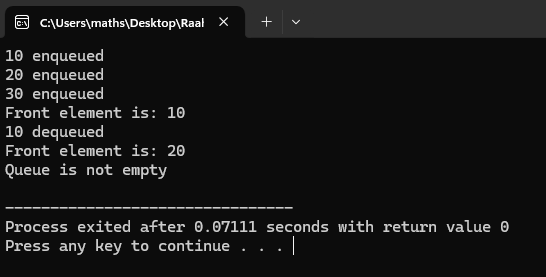 C:\Users\maths\Desktop\Raal
10 enqueued
20 enqueued
30 enqueued
Front element is: 10
10 dequeued
Front element is: 20
Queue is not empty
--------------------------------
Process exited after 0.07111 seconds with return value 0
Press any key to continue . . .